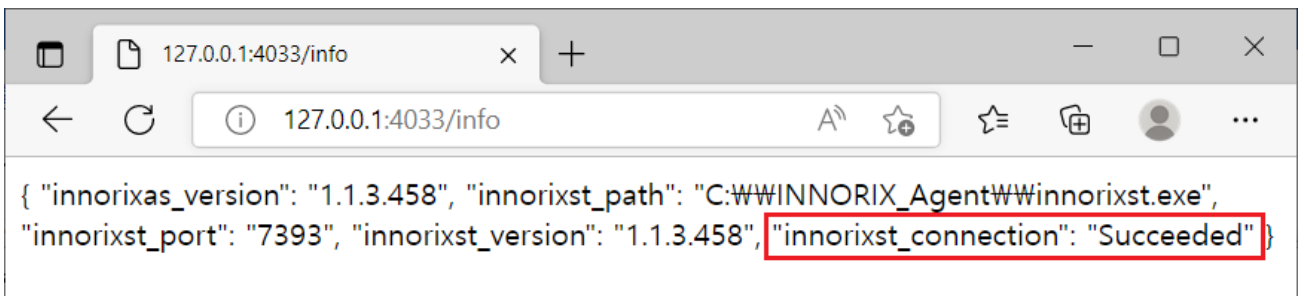 127.0.0.1:4033/info
127.0.0.1:4033/info
{ "innorixas_version": "1.1.3.458", "innorixst_path": "C:₩₩INNORIX_Agent₩₩innorixst.exe",
"innorixst_port": "7393", "innorixst_version": "1.1.3.458", "innorixst_connection": "Succeeded" }